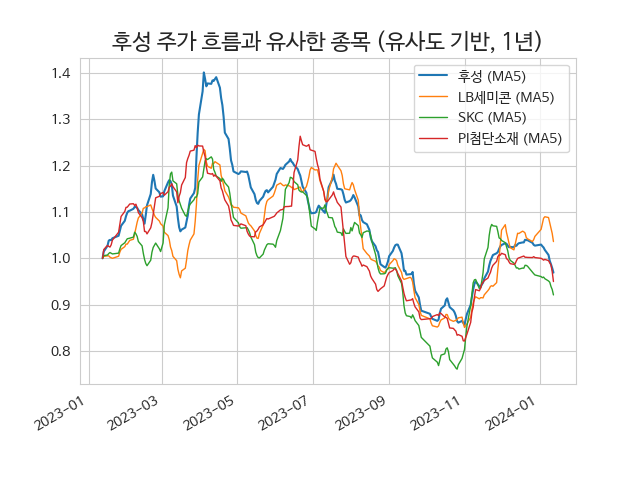 후성 주가 흐름과 유사한 종목 (유사도 기반, 1년)
후성 (MA5)
LB세미콘 (MA5)
SKC (MA5)
PI첨단소재 (MA5)
1.4
1.3
1.2
1.1
1.0
0.9
0.8
2023-01
2023-03
2023-05
2023-07
2023-09
2023-11
2024-01